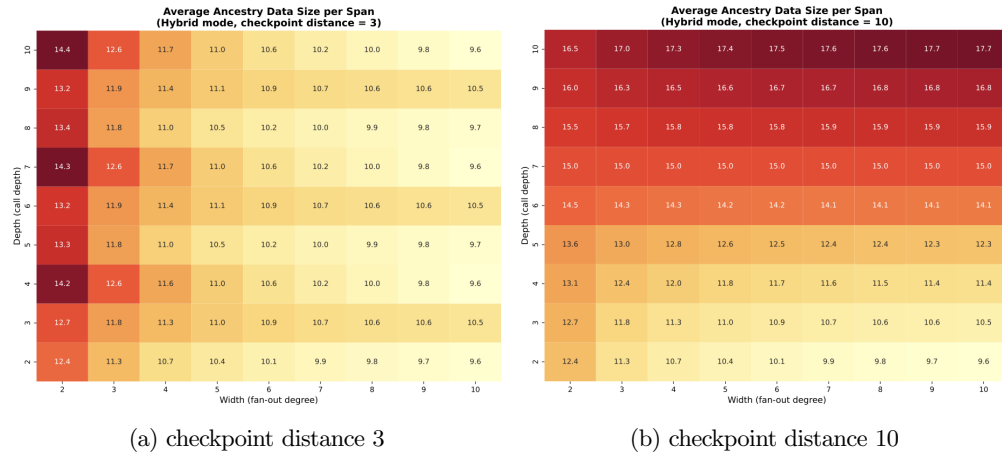 Average Ancestry Data Size per Span
(Hybrid mode, checkpoint distance = 3)
Depth (call depth)
10 14.4 12.6 11.7 11.0 10.6 10.2 10.0 9.8 9.6
9 13.2 11.9 11.4 11.1 10.9 10.7 10.6 10.6 10.5
8 13.4 11.8 11.0 10.5 10.2 10.0 9.9 9.8 9.7
7 14.3 12.6 11.7 11.0 10.6 10.2 10.0 9.8 9.6
6 13.2 11.9 11.4 11.1 10.9 10.7 10.6 10.6 10.5
5 13.3 11.8 11.0 10.5 10.2 10.0 9.9 9.8 9.7
4 14.2 12.6 11.6 11.0 10.6 10.2 10.0 9.8 9.6
3 12.7 11.8 11.3 11.0 10.9 10.7 10.6 10.6 10.5
2 12.4 11.3 10.7 10.4 10.1 9.9 9.8 9.7 9.6
2 3 4 5 6 7 8 9 10
Width (fan-out degree)
(a) checkpoint distance 3
Average Ancestry Data Size per Span
(Hybrid mode, checkpoint distance = 10)
Depth (call depth)
10 16.5 17.0 17.3 17.4 17.5 17.6 17.6 17.7 17.7
9 16.0 16.3 16.5 16.6 16.7 16.7 16.8 16.8 16.8
8 15.5 15.7 15.8 15.8 15.8 15.9 15.9 15.9 15.9
7 15.0 15.0 15.0 15.0 15.0 15.0 15.0 15.0 15.0
6 14.5 14.3 14.3 14.2 14.2 14.1 14.1 14.1 14.1
5 13.6 13.0 12.8 12.6 12.5 12.4 12.4 12.3 12.3
4 13.1 12.4 12.0 11.8 11.7 11.6 11.5 11.4 11.4
3 12.7 11.8 11.3 11.0 10.9 10.7 10.6 10.6 10.5
2 12.4 11.3 10.7 10.4 10.1 9.9 9.8 9.7 9.6
2 3 4 5 6 7 8 9 10
Width (fan-out degree)
(b) checkpoint distance 10